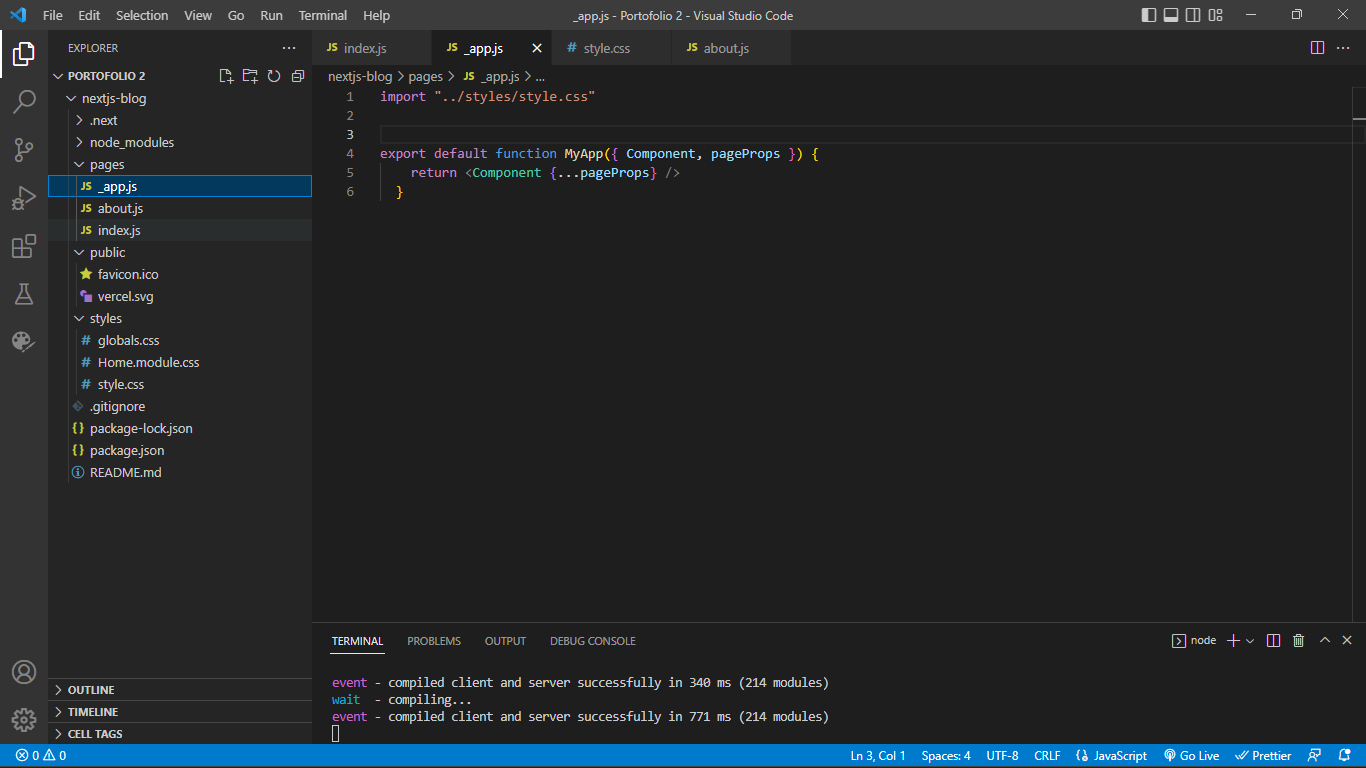 File Edit Selection View Go Run Terminal Help _app.js - Portofolio 2 - Visual Studio Code
EXPLORER
PORTOFOLIO 2
nextjs-blog
.next
node_modules
pages
JS _app.js
JS about.js
JS index.js
public
favicon.ico
vercel.svg
styles
# globals.css
# Home.module.css
# style.css
.gitignore
{} package-lock.json
{} package.json
README.md
OUTLINE
TIMELINE
CELL TAGS
JS index.js JS _app.js # style.css JS about.js
nextjs-blog > pages > JS _app.js > ...
1 import "../styles/style.css"
2
3
4 export default function MyApp({ Component, pageProps }) {
5 return <Component {...pageProps} />
6 }
TERMINAL PROBLEMS OUTPUT DEBUG CONSOLE node
event - compiled client and server successfully in 340 ms (214 modules)
wait - compiling...
event - compiled client and server successfully in 771 ms (214 modules)
0 0 Ln 3, Col 1 Spaces: 4 UTF-8 CRLF {} JavaScript Go Live Prettier